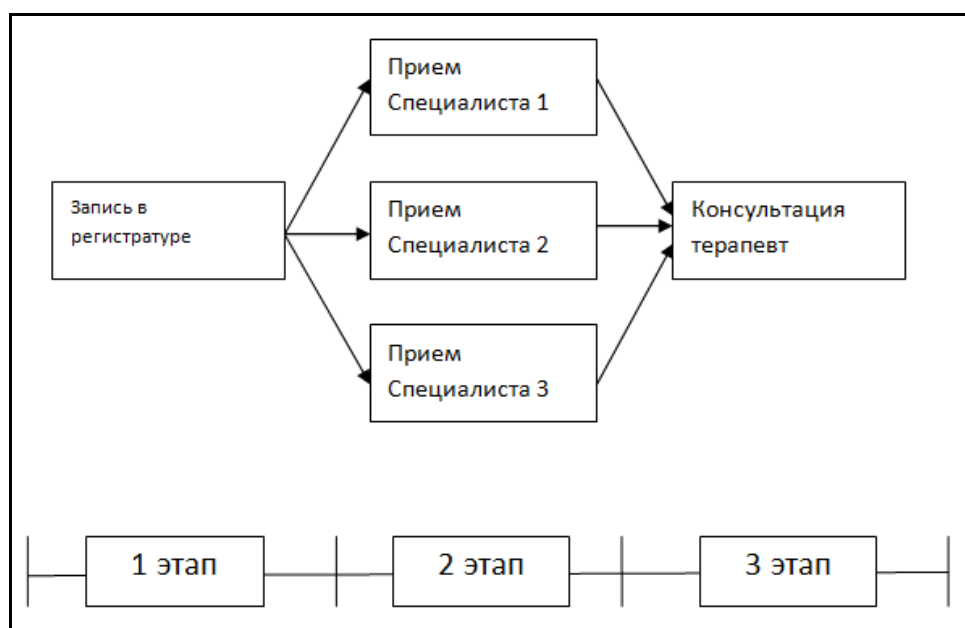 Прием
Специалиста 1
Запись в
регистратуре
Прием
Специалиста 2
Консультация
терапевт
Прием
Специалиста 3
1 этап
2 этап
3 этап